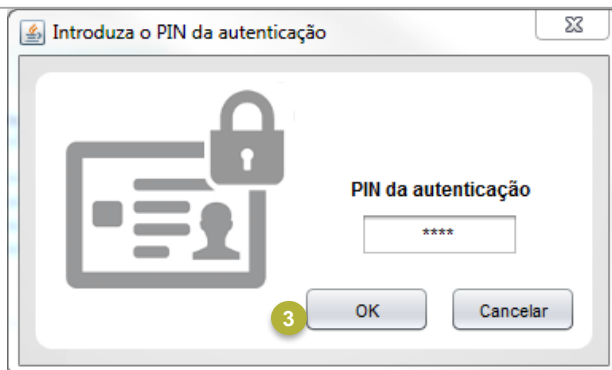 Introduza o PIN da autenticação
PIN da autenticação
****
3
OK
Cancelar